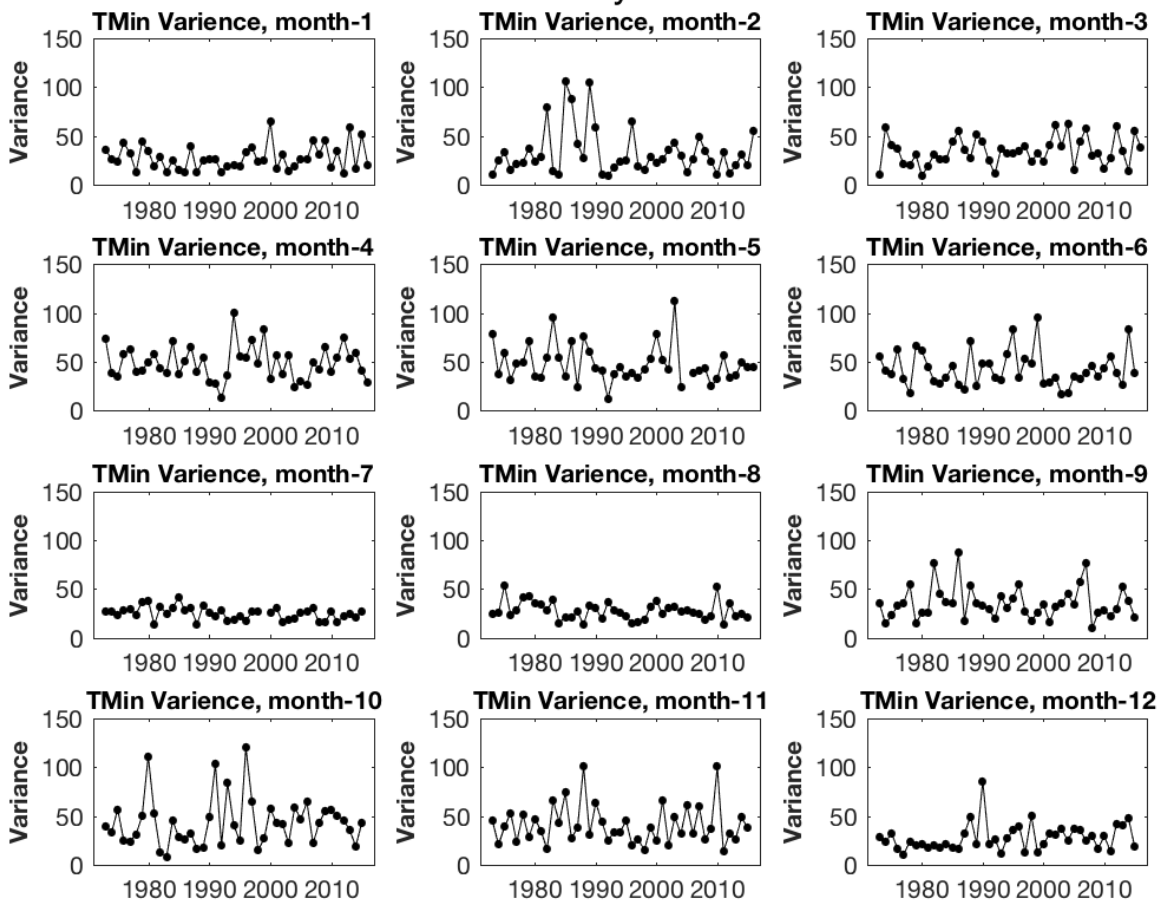 TMin Varience, month-1 TMin Varience, month-2 TMin Varience, month-3
150 150 150
100 100 100
50 50 50
0 0 0
Variance Variance Variance
1980 1990 2000 2010 1980 1990 2000 2010 1980 1990 2000 2010
TMin Varience, month-4 TMin Varience, month-5 TMin Varience, month-6
150 150 150
100 100 100
50 50 50
0 0 0
Variance Variance Variance
1980 1990 2000 2010 1980 1990 2000 2010 1980 1990 2000 2010
TMin Varience, month-7 TMin Varience, month-8 TMin Varience, month-9
150 150 150
100 100 100
50 50 50
0 0 0
Variance Variance Variance
1980 1990 2000 2010 1980 1990 2000 2010 1980 1990 2000 2010
TMin Varience, month-10 TMin Varience, month-11 TMin Varience, month-12
150 150 150
100 100 100
50 50 50
0 0 0
Variance Variance Variance
1980 1990 2000 2010 1980 1990 2000 2010 1980 1990 2000 2010